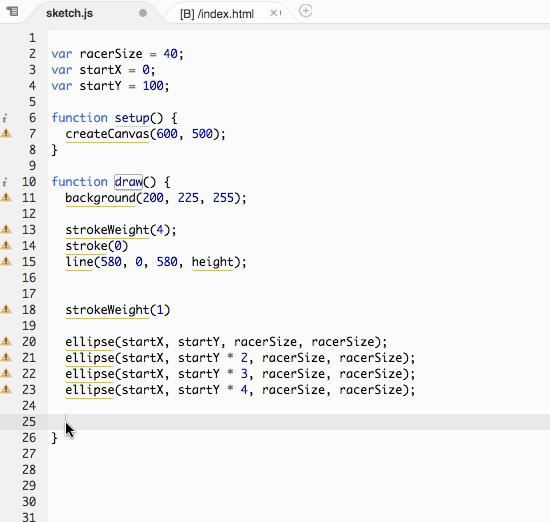 sketch.js [B] /index.html
1
2 var racerSize = 40;
3 var startX = 0;
4 var startY = 100;
5
6 function setup() {
7 createCanvas(600, 500);
8 }
9
10 function draw() {
11 background(200, 225, 255);
12
13 strokeWeight(4);
14 stroke(0)
15 line(580, 0, 580, height);
16
17
18 strokeWeight(1)
19
20 ellipse(startX, startY, racerSize, racerSize);
21 ellipse(startX, startY * 2, racerSize, racerSize);
22 ellipse(startX, startY * 3, racerSize, racerSize);
23 ellipse(startX, startY * 4, racerSize, racerSize);
24
25
26 }
27
28
29
30
31